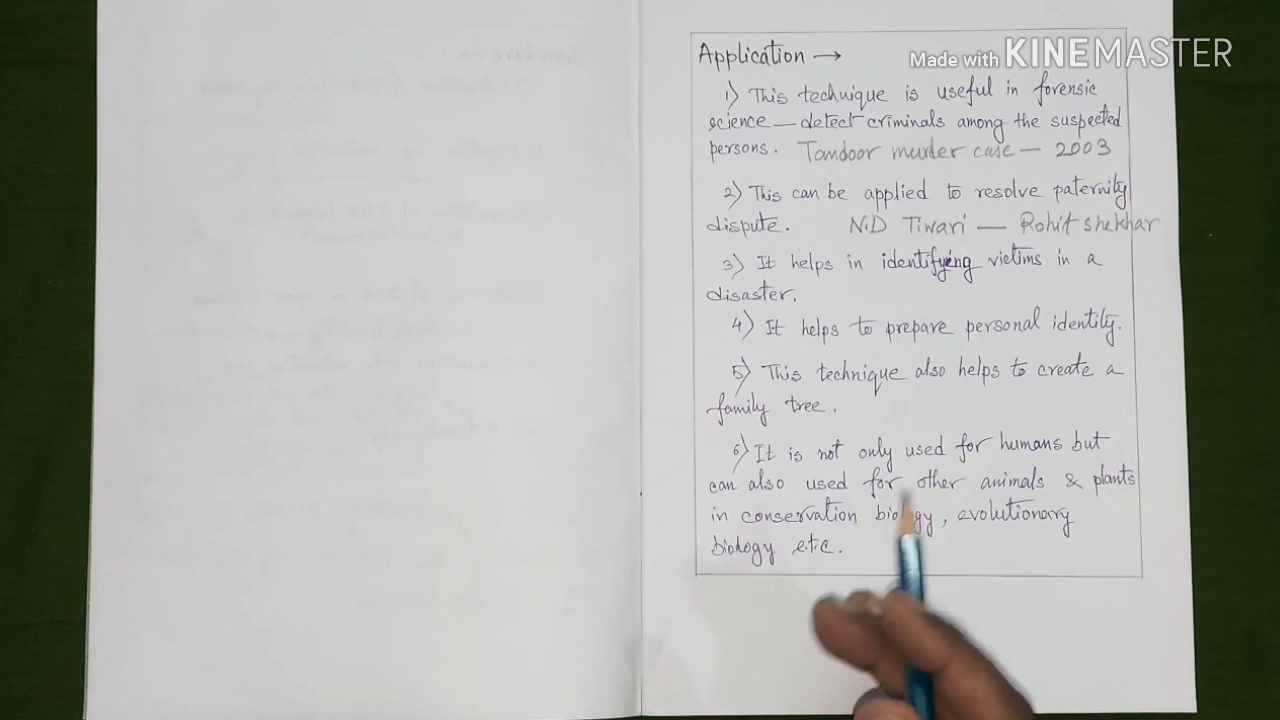 Made with KINEMASTER
Application →
1) This technique is useful in forensic
science — detect criminals among the suspected
persons. Tandoor murder case — 2003
2) This can be applied to resolve paternity
dispute. N.D Tiwari — Rohit shekhar
3) It helps in identifying victims in a
disaster.
4) It helps to prepare personal identity.
5) This technique also helps to create a
family tree.
6) It is not only used for humans but
can also used for other animals & plants
in conservation biology, evolutionary
biology e.t.c.